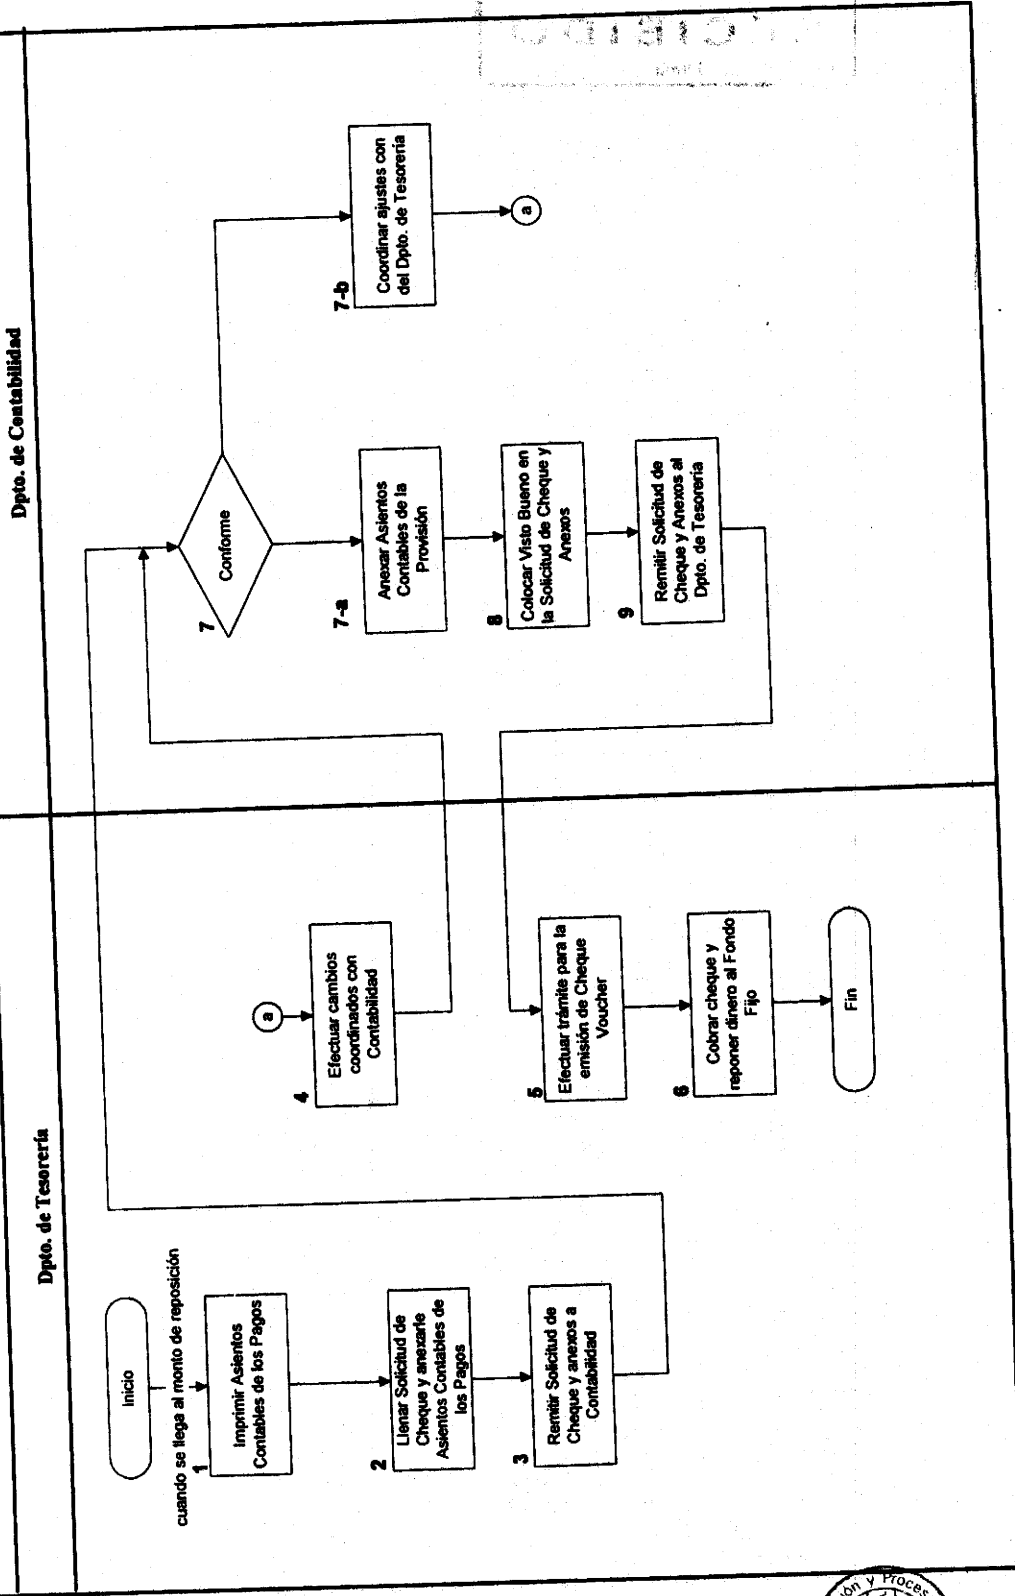 Dpto. de Tesorería
Dpto. de Contabilidad
Inicio
cuando se llega al monto de reposición
1
Imprimir Asientos
Contables de los Pagos
2
Llenar Solicitud de
Cheque y anexarle
Asientos Contables de
los Pagos
3
Remitir Solicitud de
Cheque y anexos a
Contabilidad
a
4
Efectuar cambios
coordinados con
Contabilidad
5
Efectuar trámite para la
emisión de Cheque
Voucher
6
Cobrar cheque y
reponer dinero al Fondo
Fijo
Fin
7
Conforme
7-a
Anexar Asientos
Contables de la
Provisión
8
Colocar Visto Bueno en
la Solicitud de Cheque y
Anexos
9
Remitir Solicitud de
Cheque y Anexos al
Dpto. de Tesorería
7-b
Coordinar ajustes con
del Dpto. de Tesorería
a